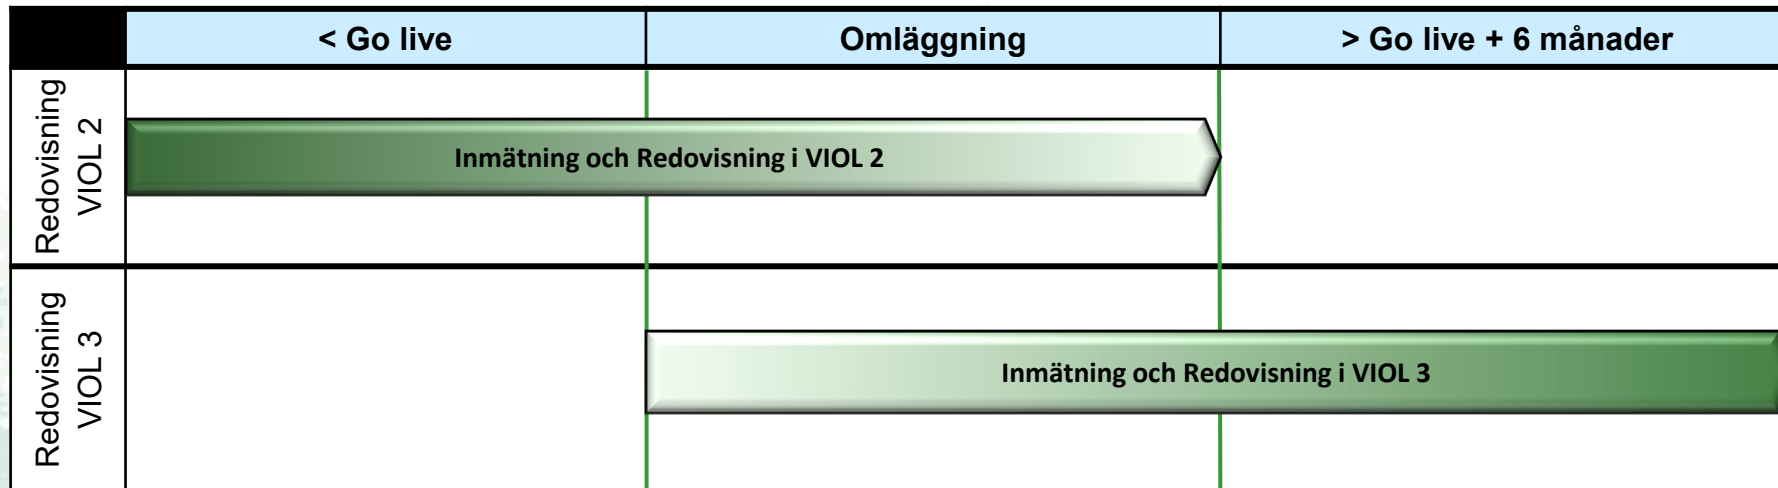 < Go live
Omläggning
> Go live + 6 månader
Redovisning
VIOL 2
Inmätning och Redovisning i VIOL 2
Redovisning
VIOL 3
Inmätning och Redovisning i VIOL 3